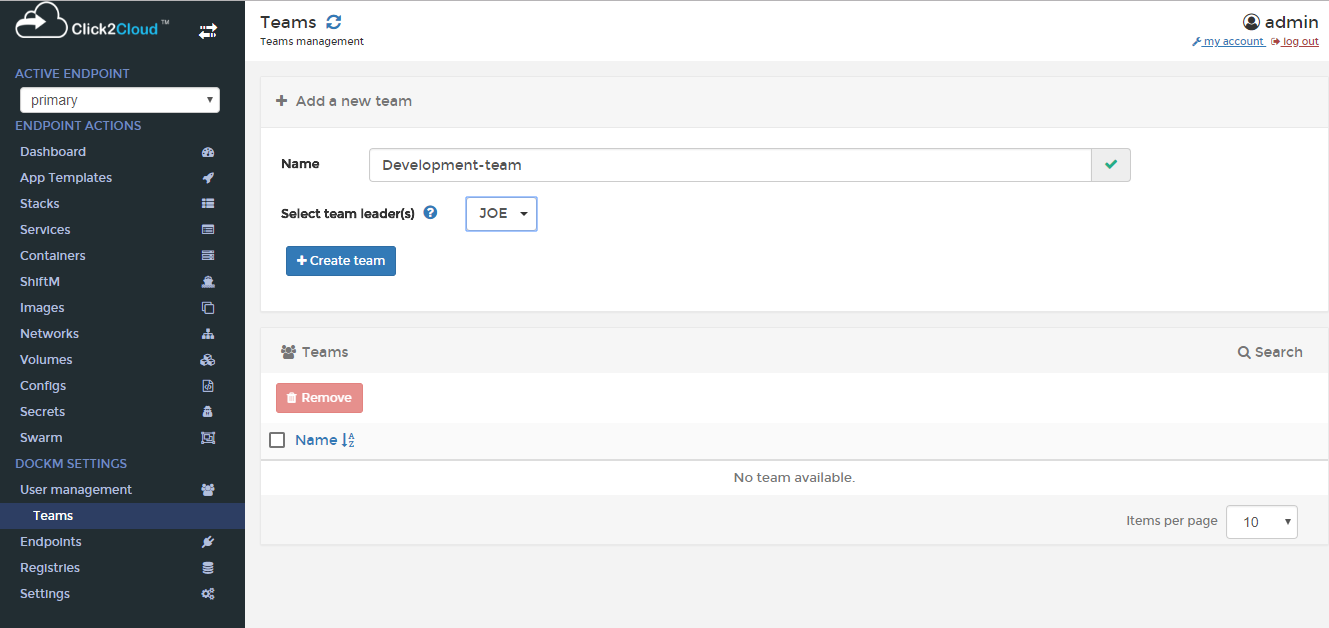 Click2Cloud™
ACTIVE ENDPOINT
primary
ENDPOINT ACTIONS
Dashboard
App Templates
Stacks
Services
Containers
ShiftM
Images
Networks
Volumes
Configs
Secrets
Swarm
DOCKM SETTINGS
User management
Teams
Endpoints
Registries
Settings
Teams
Teams management
admin
my account log out
Add a new team
Name Development-team
Select team leader(s) JOE
Create team
Teams Search
Remove
Name
No team available.
Items per page 10